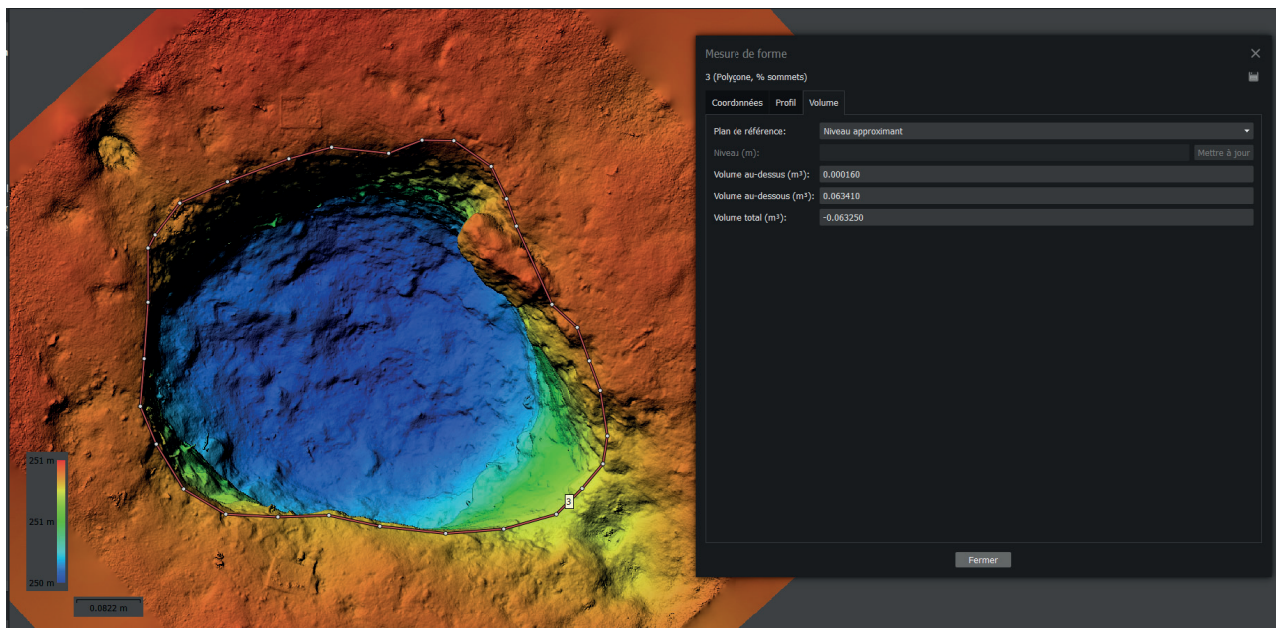 Mesure de forme
3 (Polyçone, % sommets)
Coordonnées Profil Volume
Plan ce référence: Niveau approximant
Niveau (m): Mettre à jour
Volume au-dessus (m³): 0.000160
Volume au-dessous (m³): 0.063410
Volume total (m³): -0.063250
Fermer
3
251 m
251 m
250 m
0.0822 m